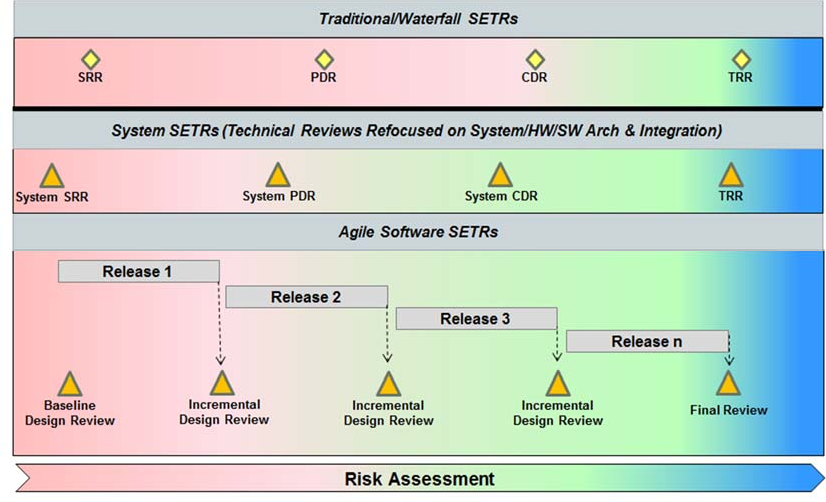 Traditional/Waterfall SETRs
SRR
PDR
CDR
TRR
System SETRs (Technical Reviews Refocused on System/HW/SW Arch & Integration)
System SRR
System PDR
System CDR
TRR
Agile Software SETRs
Release 1
Release 2
Release 3
Release n
Baseline
Design Review
Incremental
Design Review
Incremental
Design Review
Incremental
Design Review
Final Review
Risk Assessment